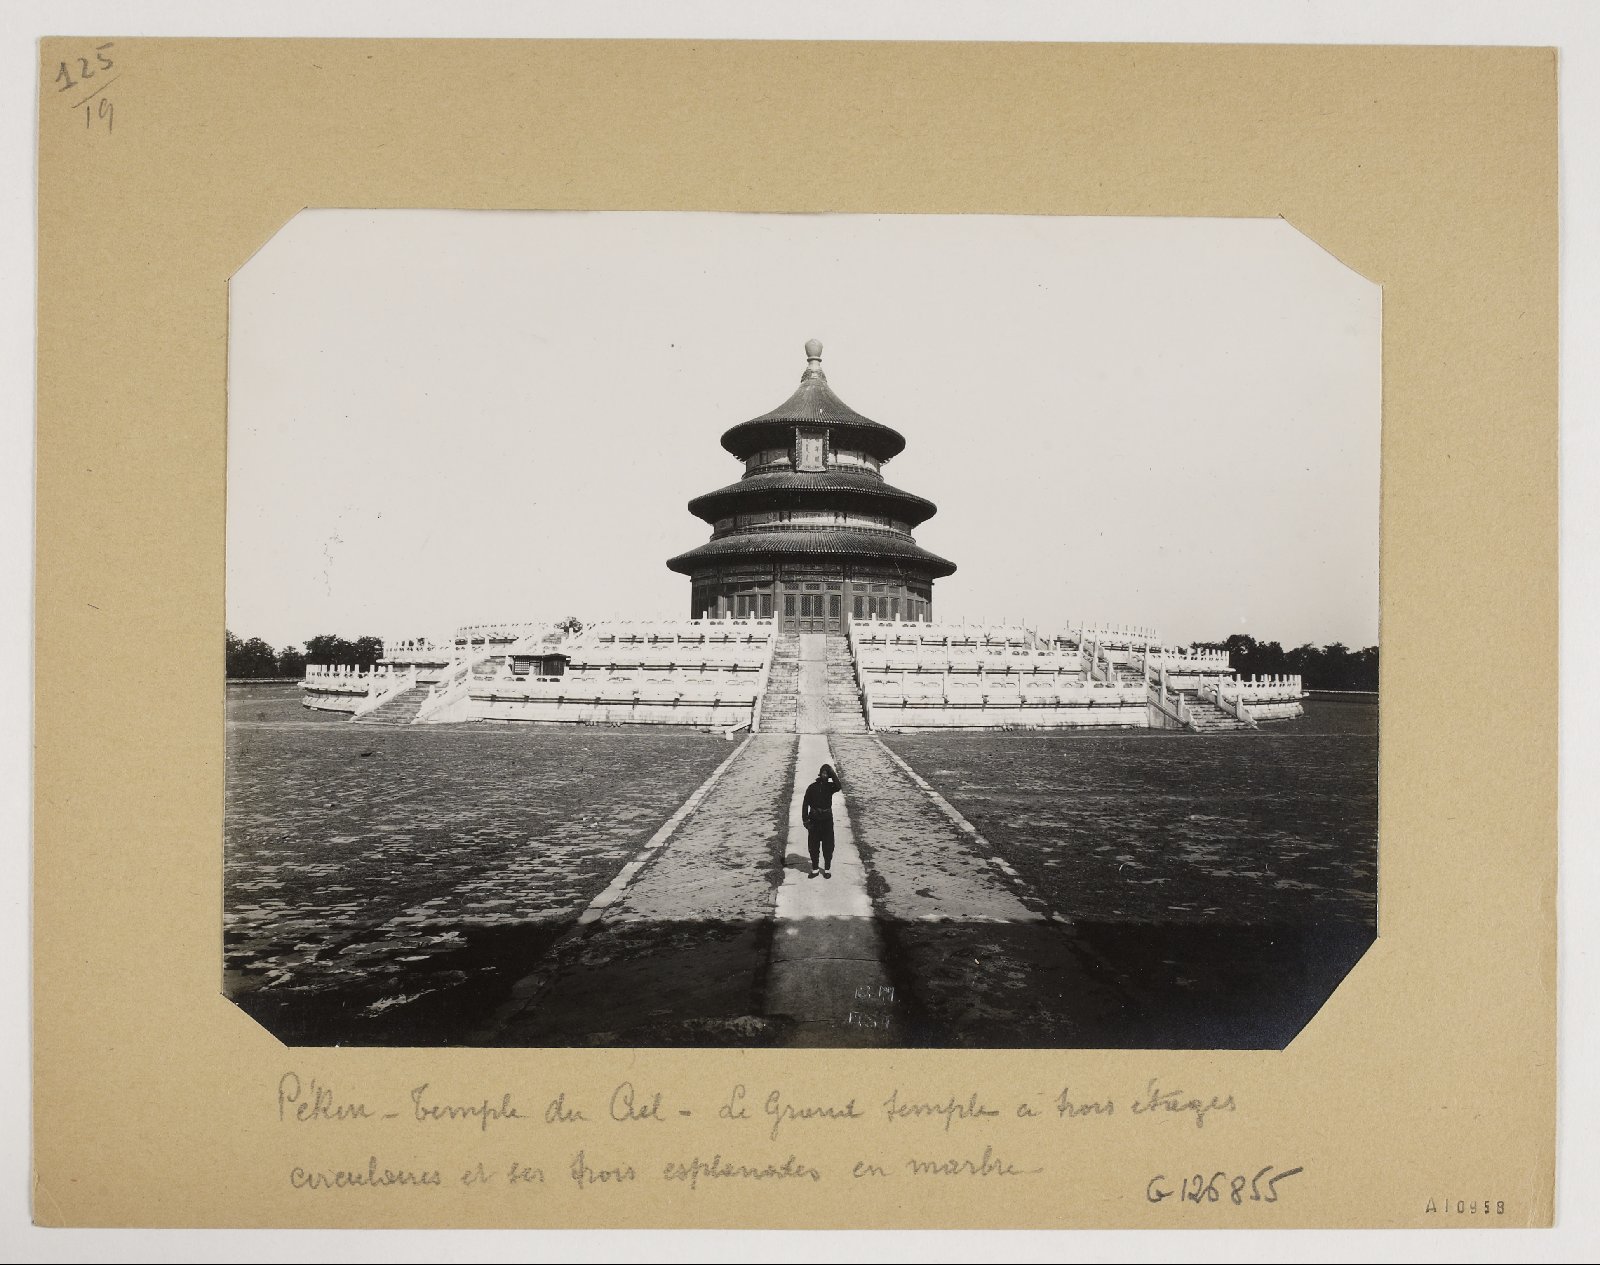 125
19
Pékin - Temple du Ciel - Le Grand temple à trois étages
circulaires et ses trois esplanades en marbre
G 126855
A10958